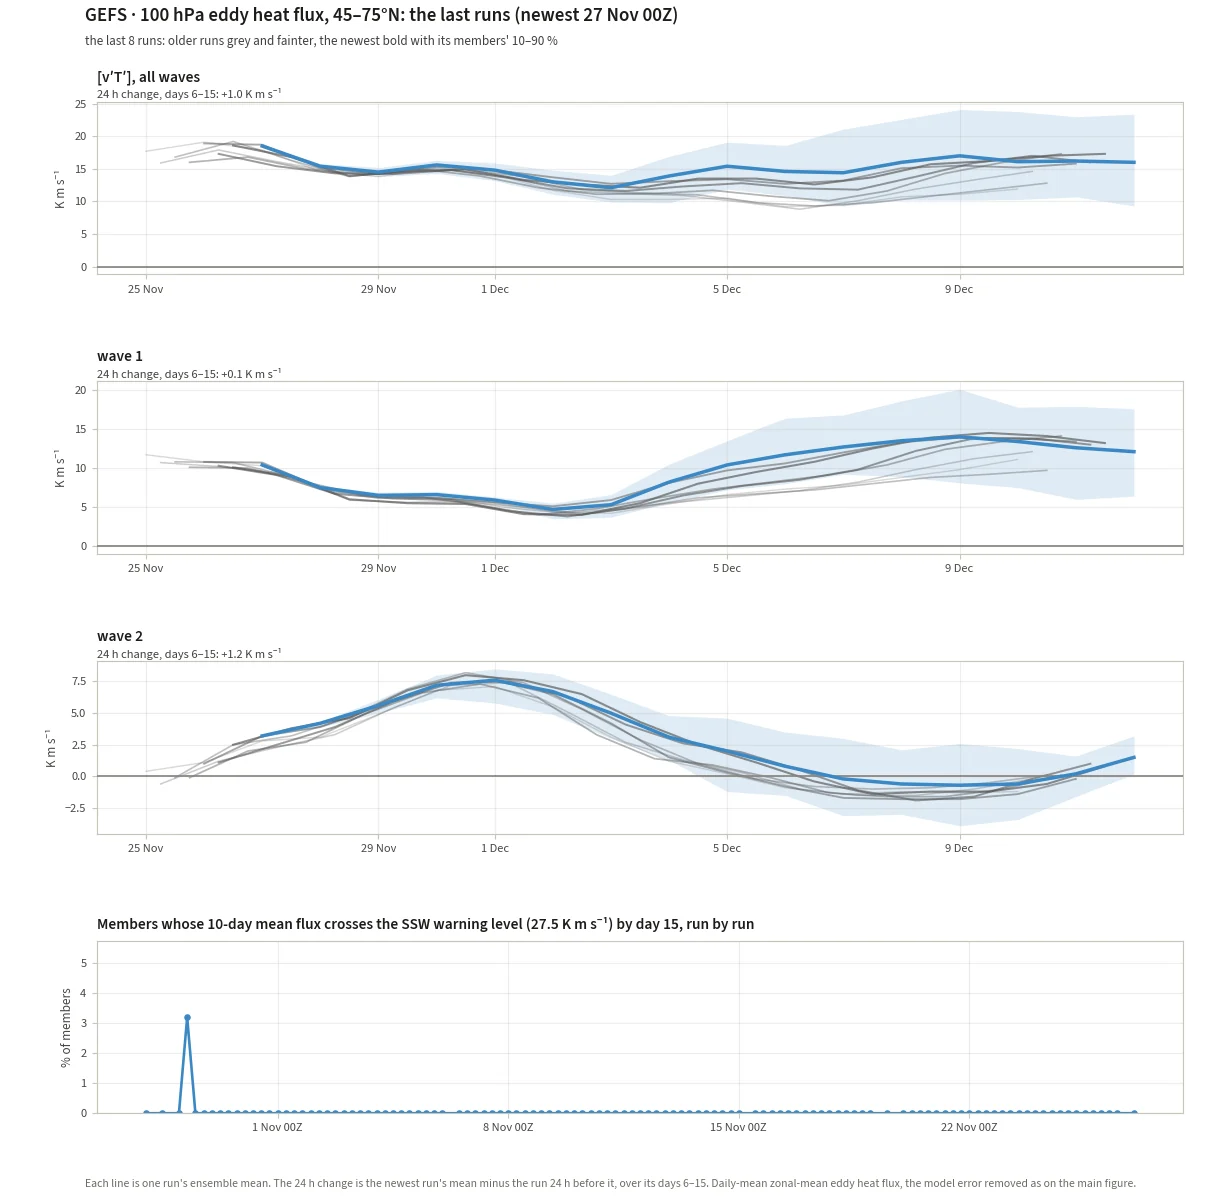 GEFS · 100 hPa eddy heat flux, 45–75°N: the last runs (newest 27 Nov 00Z)
the last 8 runs: older runs grey and fainter, the newest bold with its members' 10–90 %
[v′T′], all waves
24 h change, days 6–15: +1.0 K m s⁻¹
25
20
15
10
5
0
K m s⁻¹
25 Nov
29 Nov
1 Dec
5 Dec
9 Dec
wave 1
24 h change, days 6–15: +0.1 K m s⁻¹
20
15
10
5
0
K m s⁻¹
25 Nov
29 Nov
1 Dec
5 Dec
9 Dec
wave 2
24 h change, days 6–15: +1.2 K m s⁻¹
7.5
5.0
2.5
0.0
−2.5
K m s⁻¹
25 Nov
29 Nov
1 Dec
5 Dec
9 Dec
Members whose 10-day mean flux crosses the SSW warning level (27.5 K m s⁻¹) by day 15, run by run
5
4
3
2
1
0
% of members
1 Nov 00Z
8 Nov 00Z
15 Nov 00Z
22 Nov 00Z
Each line is one run's ensemble mean. The 24 h change is the newest run's mean minus the run 24 h before it, over its days 6–15. Daily-mean zonal-mean eddy heat flux, the model error removed as on the main figure.